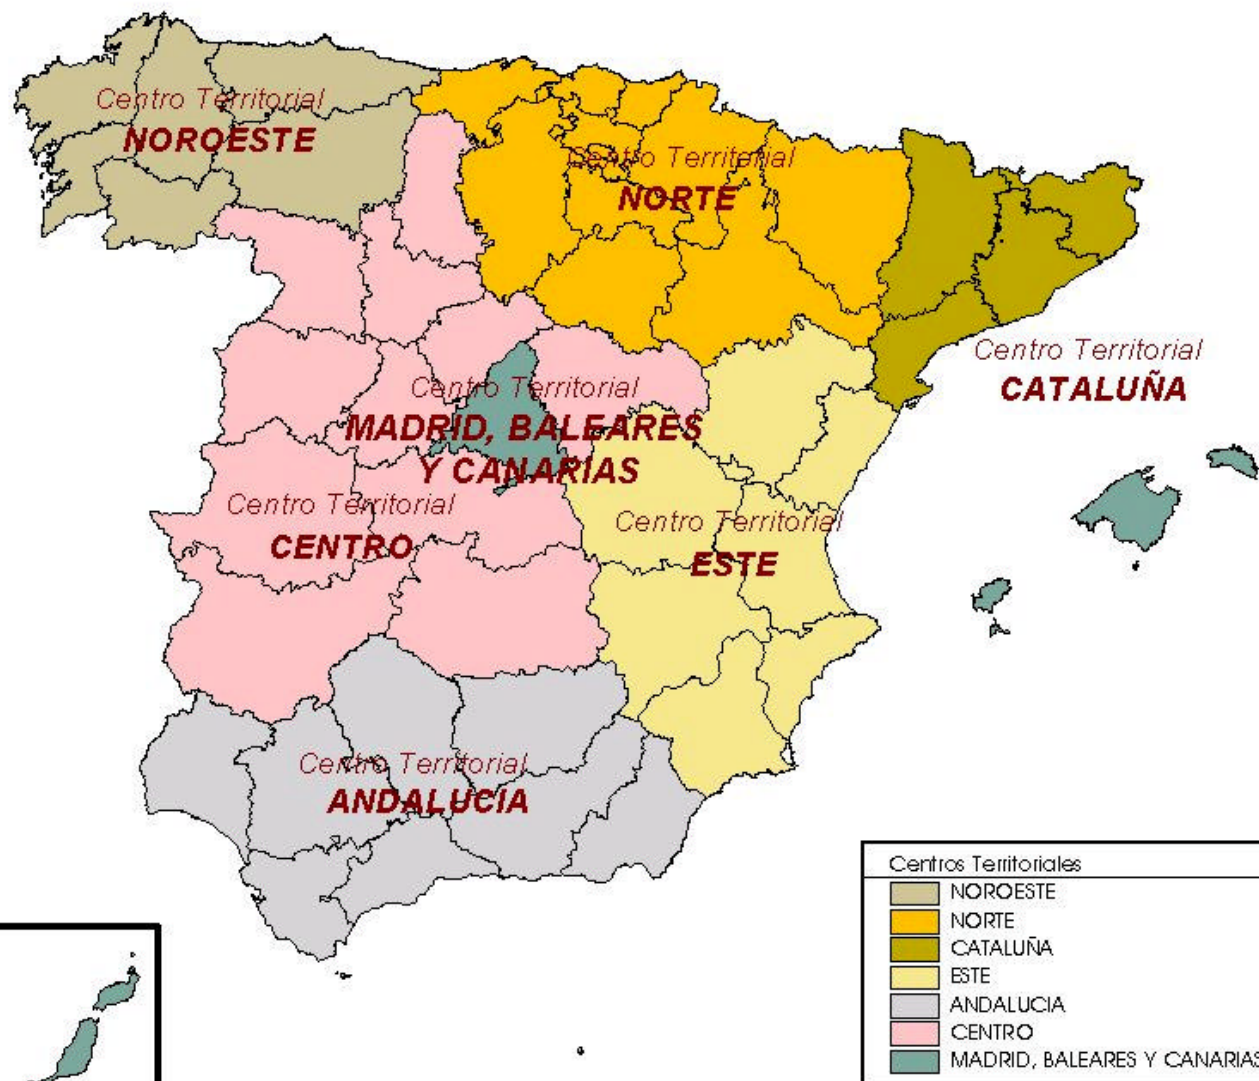 Centro Territorial
NOROESTE
Centro Territorial
NORTE
Centro Territorial
CATALUÑA
Centro Territorial
MADRID, BALEARES
Y CANARIAS
Centro Territorial
CENTRO
Centro Territorial
ESTE
Centro Territorial
ANDALUCIA
Centros Territoriales
NOROESTE
NORTE
CATALUÑA
ESTE
ANDALUCIA
CENTRO
MADRID, BALEARES Y CANARIAS